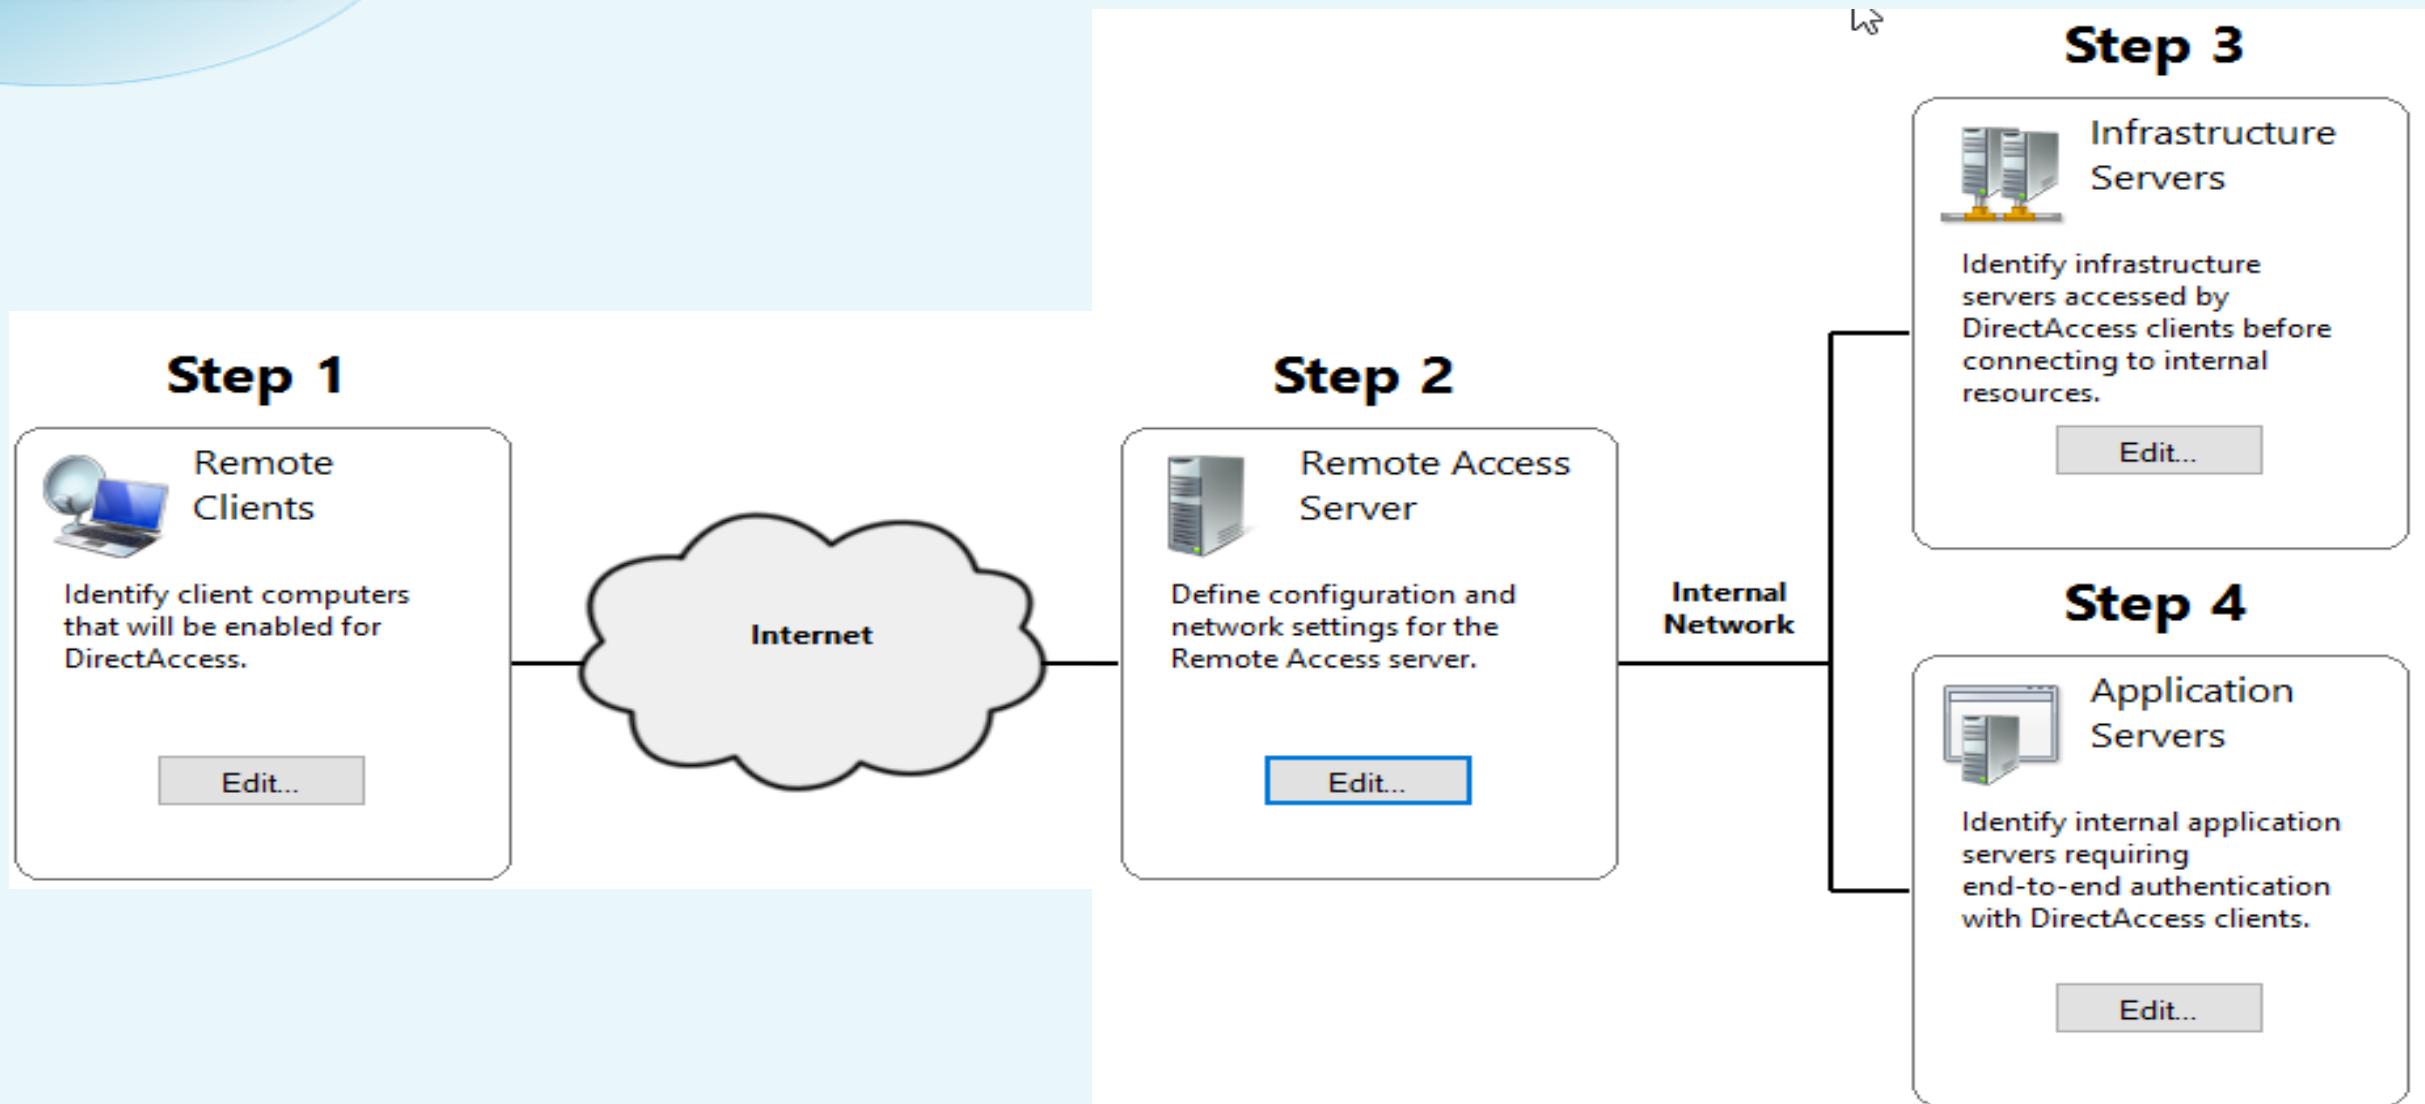 Step 1
Remote
Clients
Identify client computers
that will be enabled for
DirectAccess.
Edit...
Internet
Step 2
Remote Access
Server
Define configuration and
network settings for the
Remote Access server.
Edit...
Internal
Network
Step 3
Infrastructure
Servers
Identify infrastructure
servers accessed by
DirectAccess clients before
connecting to internal
resources.
Edit...
Step 4
Application
Servers
Identify internal application
servers requiring
end-to-end authentication
with DirectAccess clients.
Edit...